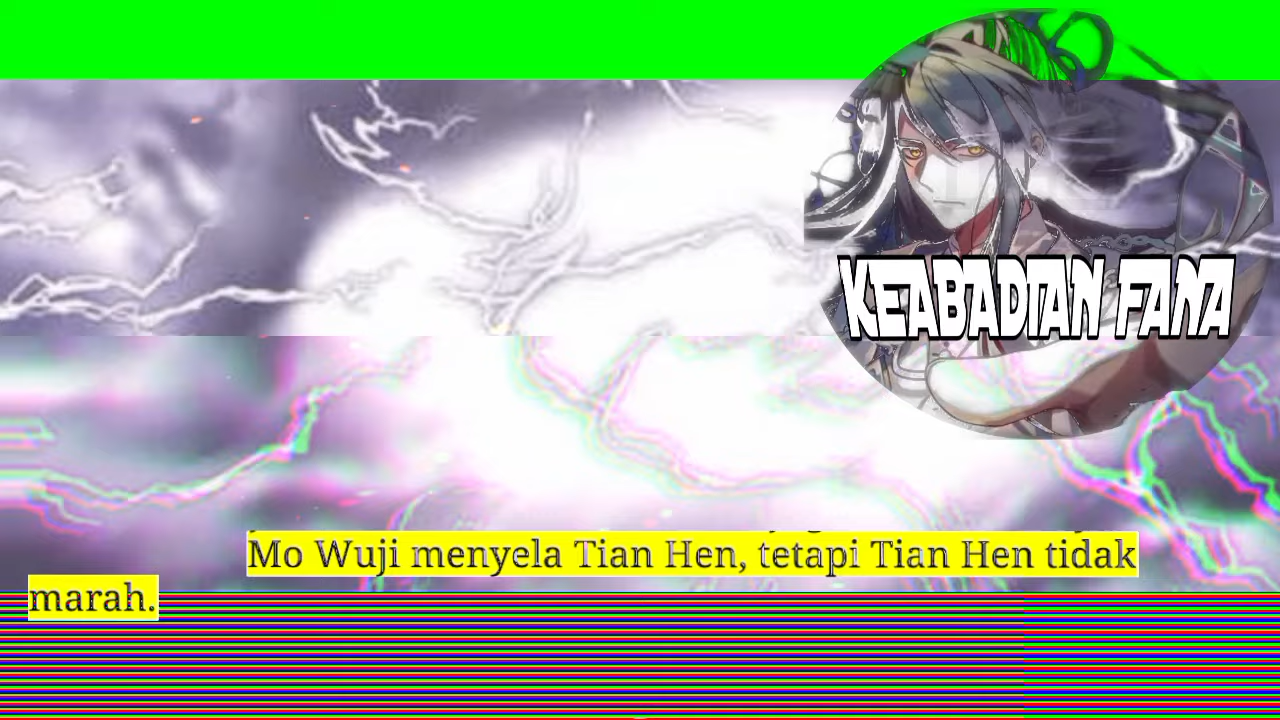 KEABADIAN FANA
Mo Wuji menyela Tian Hen, tetapi Tian Hen tidak
marah.